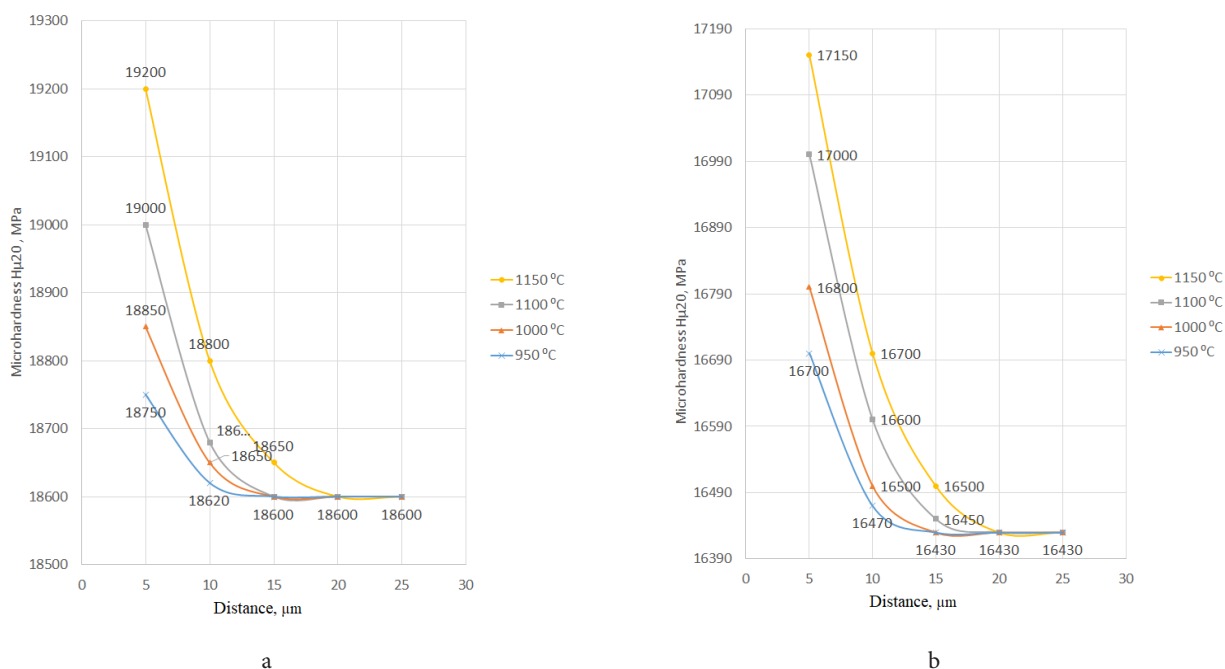 19300
19200
19100
19000
18900
18800
18700
18600
18500
Microhardness Hµ20 , MPa
19200
19000
18850
18750
18800
186...
18650
18620
18650
18600
18600
18600
0 5 10 15 20 25 30
Distance, µm
1150 ⁰C
1100 ⁰C
1000 ⁰C
950 ⁰C
a
17190
17090
16990
16890
16790
16690
16590
16490
16390
Microhardness Hµ20, MPa
17150
17000
16800
16700
16700
16600
16500
16470
16500
16450
16430
16430
16430
0 5 10 15 20 25 30
Distance, µm
1150 ⁰C
1100 ⁰C
1000 ⁰C
950 ⁰C
b